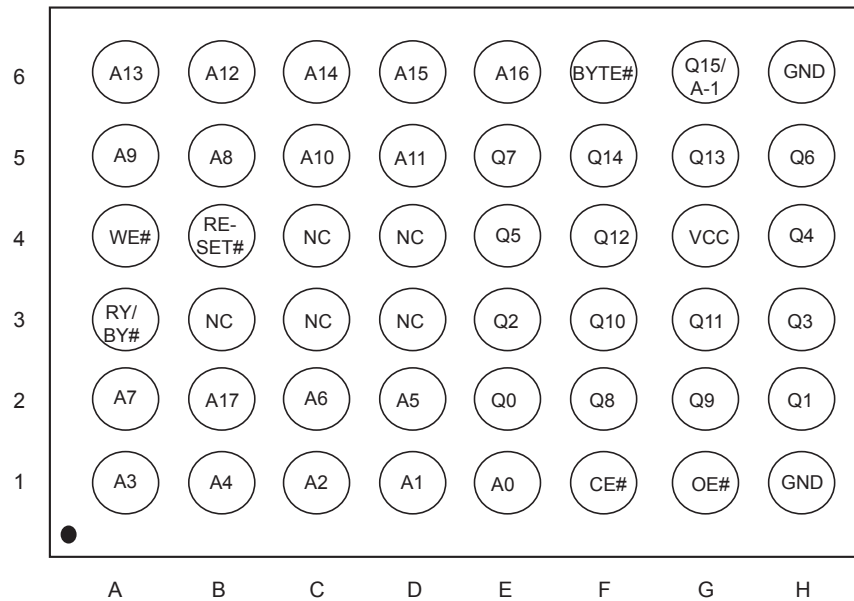 6 A13 A12 A14 A15 A16 BYTE# Q15/ A-1 GND
5 A9 A8 A10 A11 Q7 Q14 Q13 Q6
4 WE# RE- SET# NC NC Q5 Q12 VCC Q4
3 RY/ BY# NC NC NC Q2 Q10 Q11 Q3
2 A7 A17 A6 A5 Q0 Q8 Q9 Q1
1 A3 A4 A2 A1 A0 CE# OE# GND
A B C D E F G H